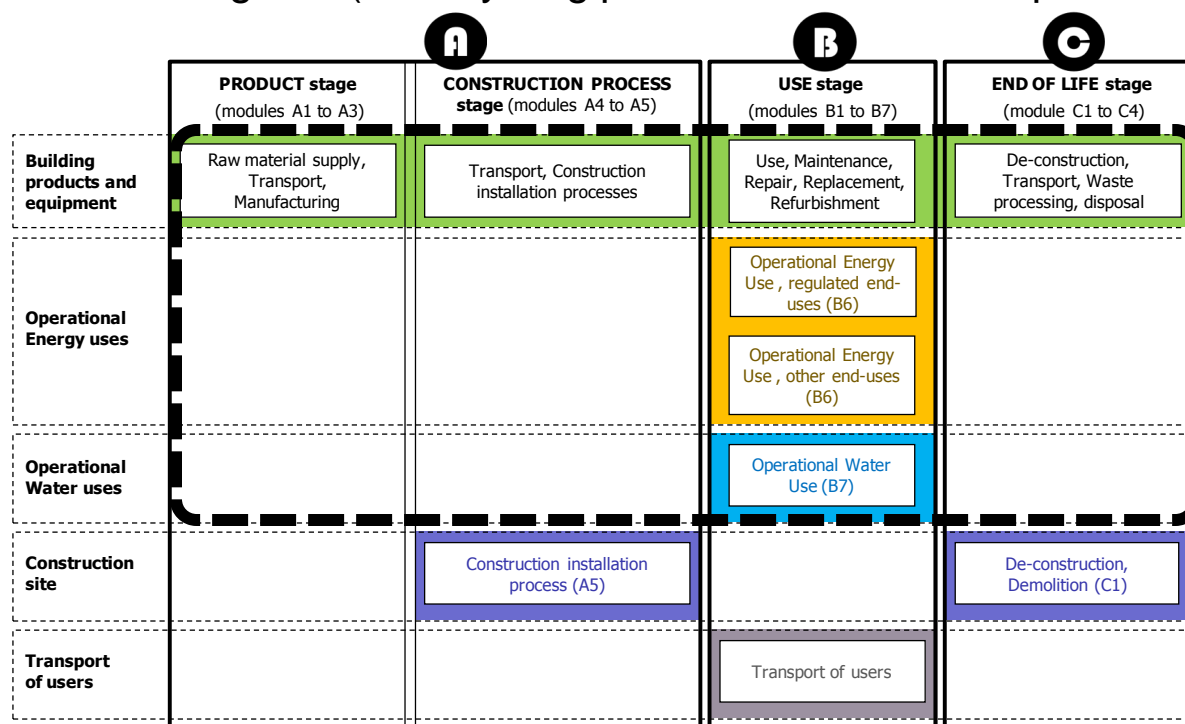 A
B
C
PRODUCT stage
(modules A1 to A3)
CONSTRUCTION PROCESS
stage (modules A4 to A5)
USE stage
(modules B1 to B7)
END OF LIFE stage
(module C1 to C4)
Building
products and
equipment
Raw material supply,
Transport,
Manufacturing
Transport, Construction
installation processes
Use, Maintenance,
Repair, Replacement,
Refurbishment
De-construction,
Transport, Waste
processing, disposal
Operational
Energy uses
Operational Energy
Use , regulated end-
uses (B6)
Operational Energy
Use , other end-uses
(B6)
Operational
Water uses
Operational Water
Use (B7)
Construction
site
Construction installation
process (A5)
De-construction,
Demolition (C1)
Transport
of users
Transport of users